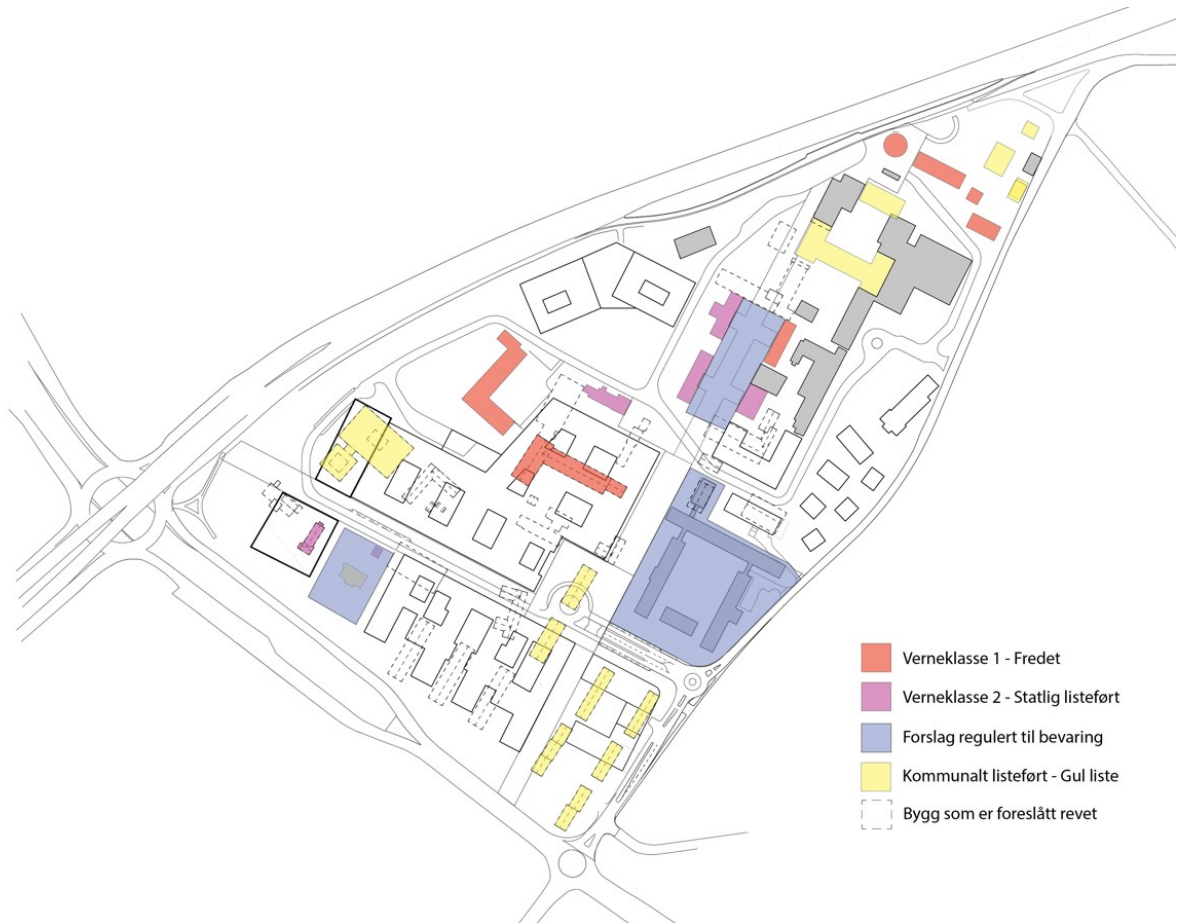 Verneklasse 1 - Fredet
Verneklasse 2 - Statlig listeført
Forslag regulert til bevaring
Kommunalt listeført - Gul liste
Bygg som er foreslått revet